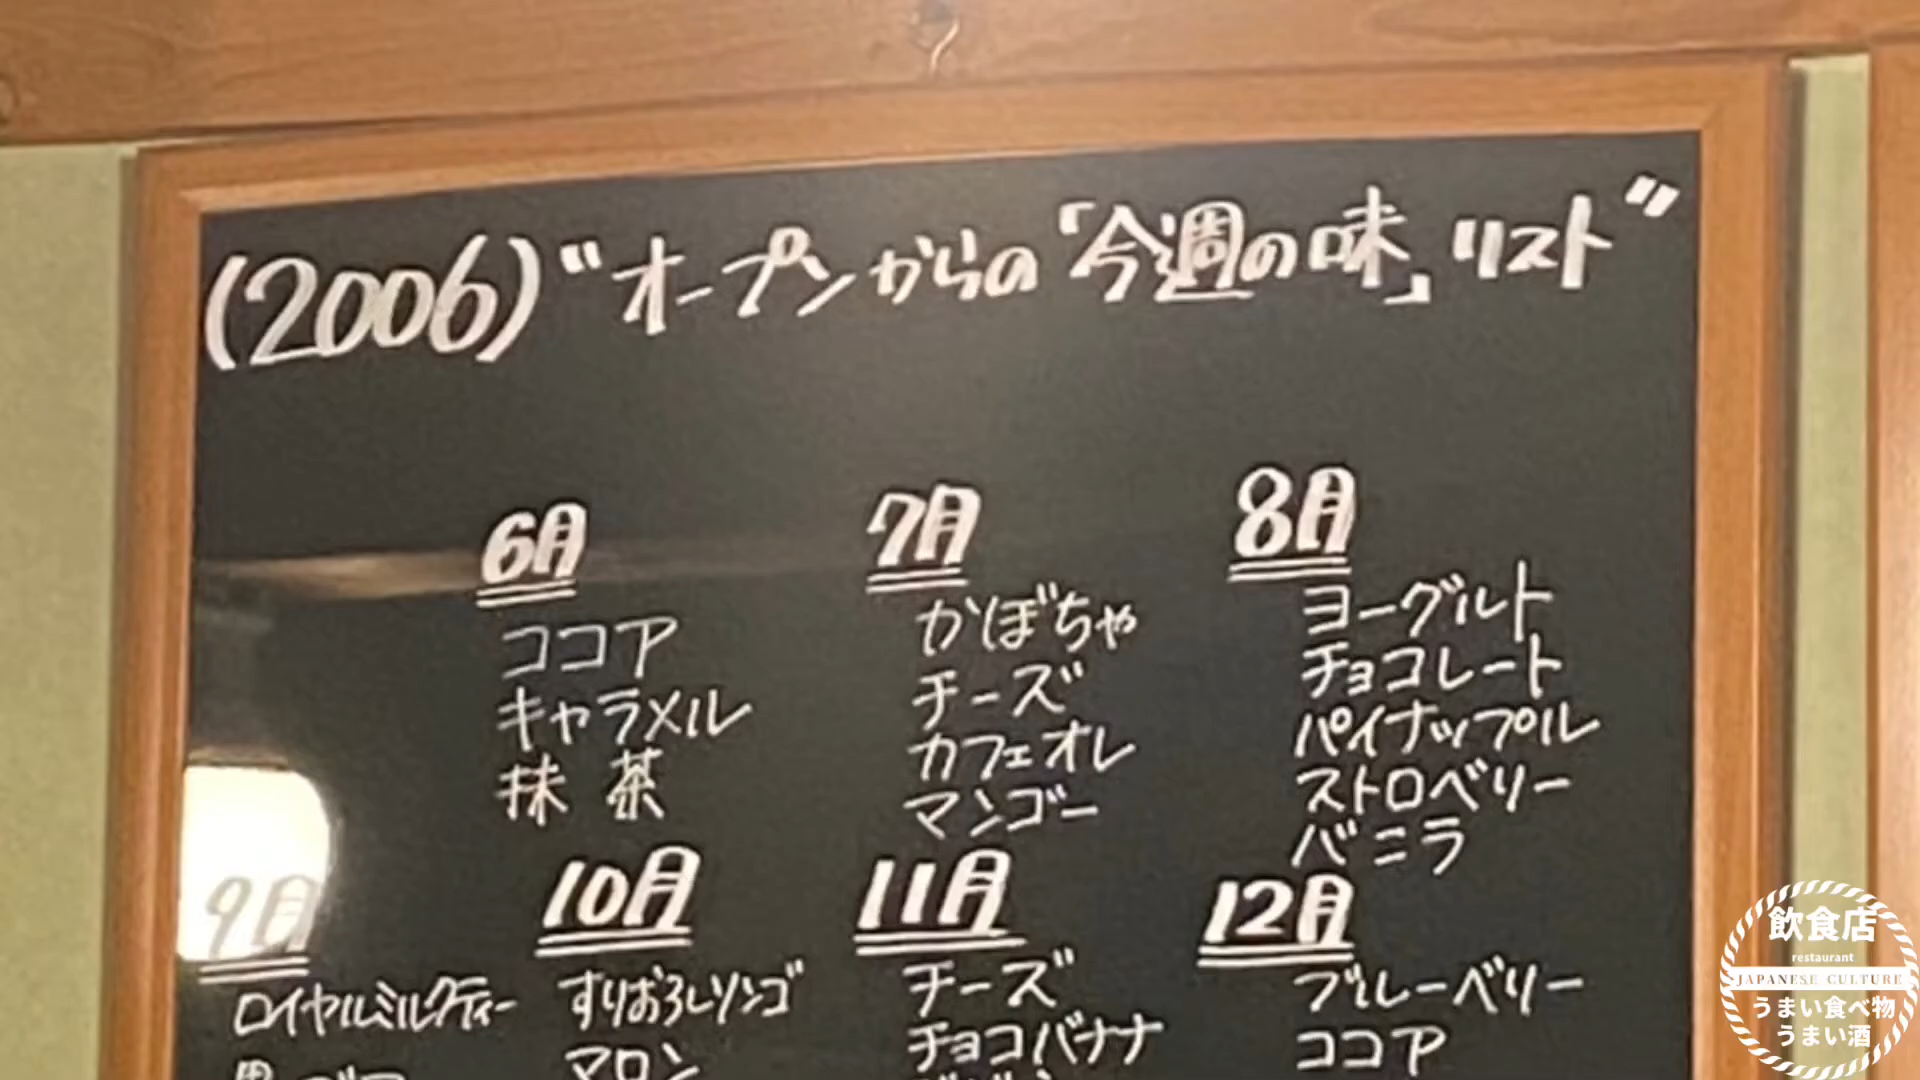 (2006)“オープンからの「今週の味」リスト”
6月
ココア
キャラメル
抹茶
7月
かぼちゃ
チーズ
カフェオレ
マンゴー
8月
ヨーグルト
チョコレート
パイナップル
ストロベリー
バニラ
9月
ロイヤルミルクティー
10月
すりおろしリンゴ
マロン
11月
チーズ
チョコバナナ
12月
ブルーベリー
ココア
飲食店
restaurant
JAPANESE CULTURE
うまい食べ物
うまい酒